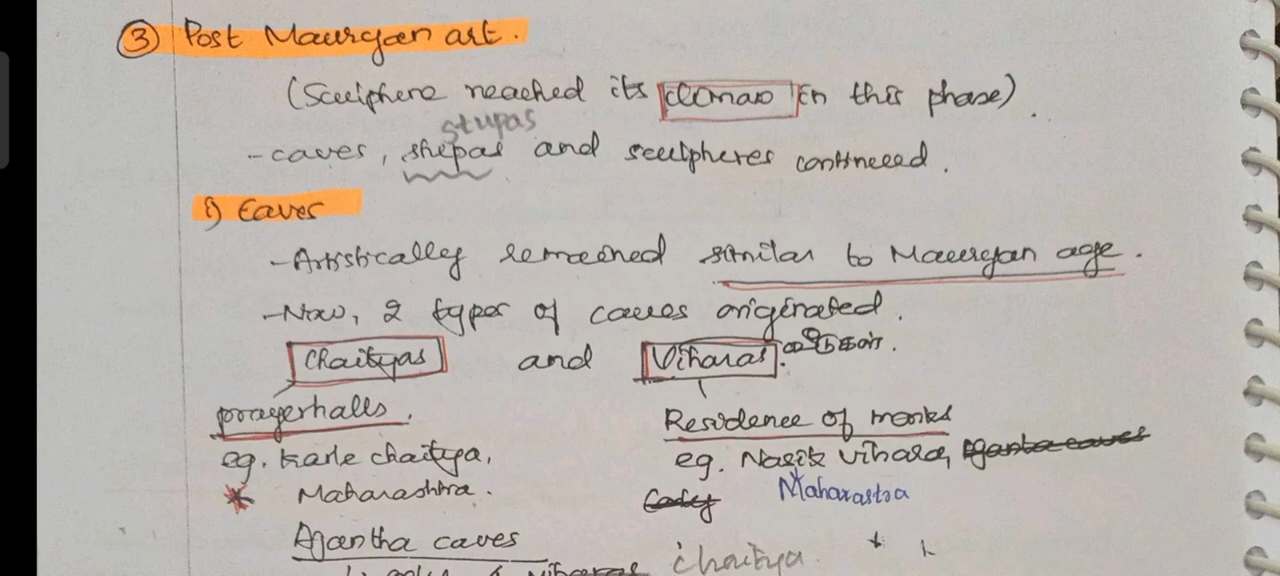 ③ Post Mauryan art.
(Sculpture reached its climax in this phase).
stupas
- caves, stupas and sculptures continued.
i) Caves
- Artistically remained similar to Mauryan age.
- Now, 2 types of caves originated.
Chaityas and Viharas.
prayerhalls. Residence of monks
eg. Karle chaitya, eg. Nasik vihara,
* Maharashtra. Maharastra
Ajantha caves
chaitya